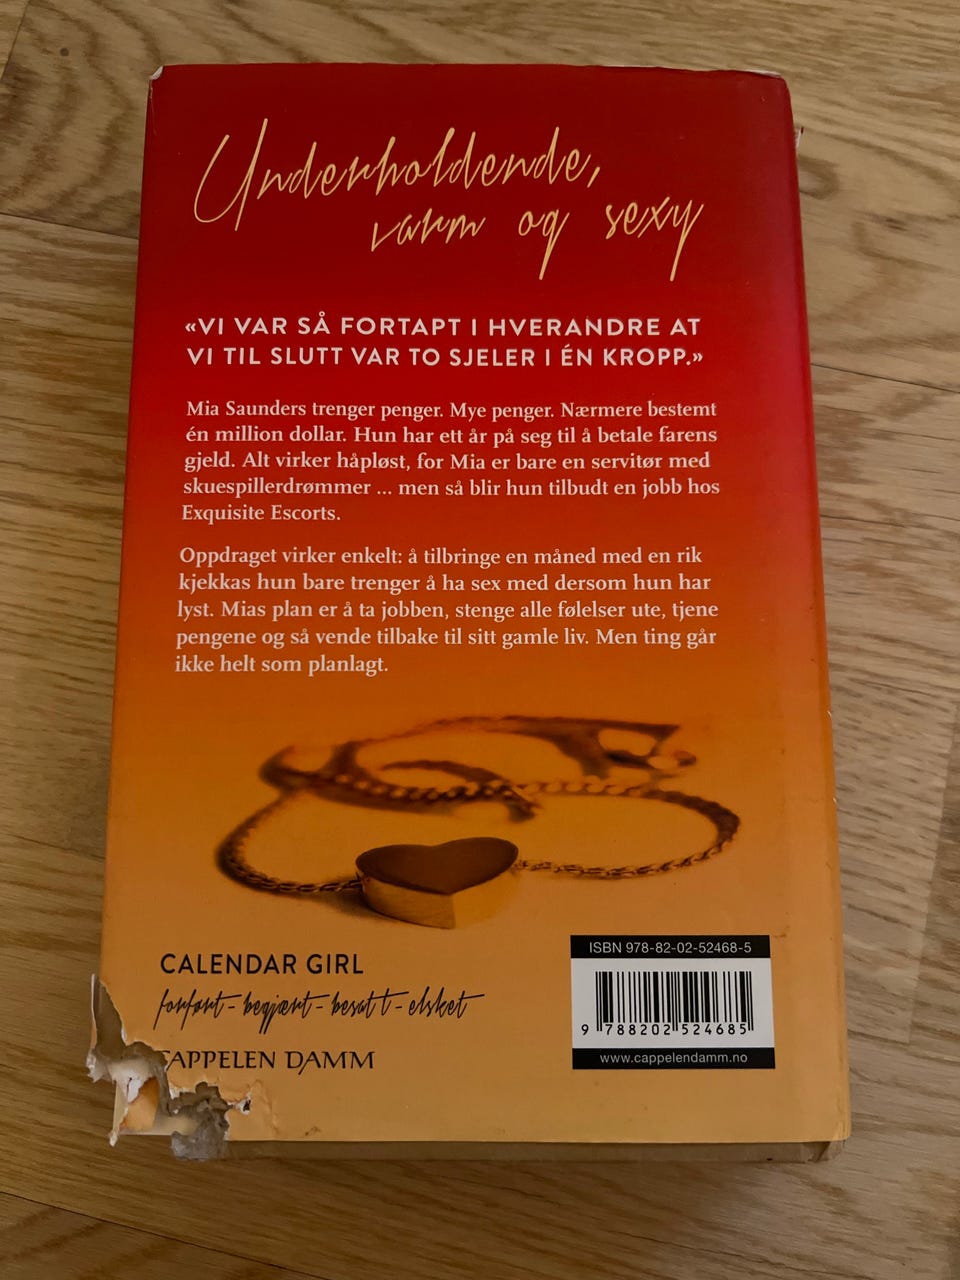 Underholdende,
varm og sexy
«VI VAR SÅ FORTAPT I HVERANDRE AT
VI TIL SLUTT VAR TO SJELER I ÉN KROPP.»
Mia Saunders trenger penger. Mye penger. Nærmere bestemt
én million dollar. Hun har ett år på seg til å betale farens
gjeld. Alt virker håpløst, for Mia er bare en servitør med
skuespillerdrømmer ... men så blir hun tilbudt en jobb hos
Exquisite Escorts.
Oppdraget virker enkelt: å tilbringe en måned med en rik
kjekkas hun bare trenger å ha sex med dersom hun har
lyst. Mias plan er å ta jobben, stenge alle følelser ute, tjene
pengene og så vende tilbake til sitt gamle liv. Men ting går
ikke helt som planlagt.
CALENDAR GIRL
forført – begjært – besatt – elsket
CAPPELEN DAMM
ISBN 978-82-02-52468-5
9 788202 524685
www.cappelendamm.no